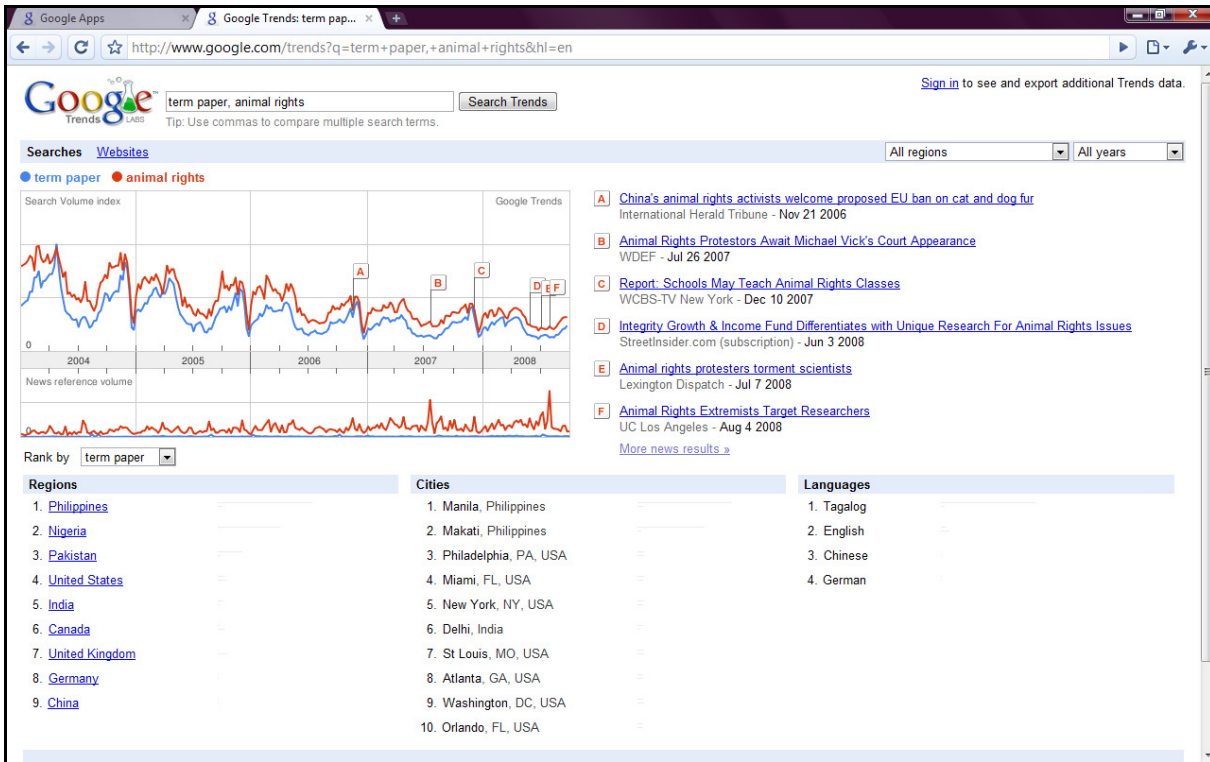 Google Apps
Google Trends: term pap...
http://www.google.com/trends?q=term+paper,+animal+rights&hl=en
Sign in to see and export additional Trends data.
Google Trends LABS
term paper, animal rights
Search Trends
Tip: Use commas to compare multiple search terms.
Searches Websites
All regions
All years
term paper animal rights
Search Volume index
Google Trends
A
B
C
D
E
F
0
2004 2005 2006 2007 2008
News reference volume
0
A China's animal rights activists welcome proposed EU ban on cat and dog fur
International Herald Tribune - Nov 21 2006
B Animal Rights Protestors Await Michael Vick's Court Appearance
WDEF - Jul 26 2007
C Report: Schools May Teach Animal Rights Classes
WCBS-TV New York - Dec 10 2007
D Integrity Growth & Income Fund Differentiates with Unique Research For Animal Rights Issues
StreetInsider.com (subscription) - Jun 3 2008
E Animal rights protesters torment scientists
Lexington Dispatch - Jul 7 2008
F Animal Rights Extremists Target Researchers
UC Los Angeles - Aug 4 2008
More news results »
Rank by term paper
Regions
1. Philippines
2. Nigeria
3. Pakistan
4. United States
5. India
6. Canada
7. United Kingdom
8. Germany
9. China
Cities
1. Manila, Philippines
2. Makati, Philippines
3. Philadelphia, PA, USA
4. Miami, FL, USA
5. New York, NY, USA
6. Delhi, India
7. St Louis, MO, USA
8. Atlanta, GA, USA
9. Washington, DC, USA
10. Orlando, FL, USA
Languages
1. Tagalog
2. English
3. Chinese
4. German